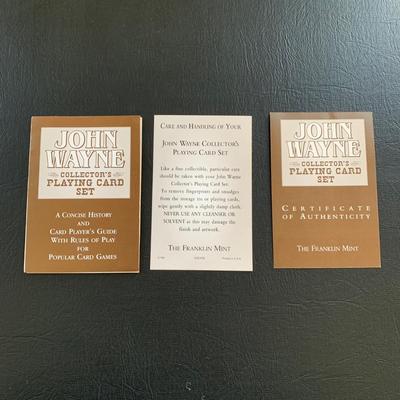 JOHN
WAYNE
COLLECTOR'S
PLAYING CARD
SET
A CONCISE HISTORY
AND
CARD PLAYER'S GUIDE
WITH RULES OF PLAY
FOR
POPULAR CARD GAMES
CARE AND HANDLING OF YOUR
JOHN WAYNE COLLECTOR'S
PLAYING CARD SET
Like a fine collectible, particular care
should be taken with your John Wayne
Collector's Playing Card Set.
To remove fingerprints and smudges
from the storage tin or playing cards,
wipe gently with a slightly damp cloth.
NEVER USE ANY CLEANSER OR
SOLVENT as this may damage the
finish and artwork.
THE FRANKLIN MINT
JOHN
WAYNE
COLLECTOR'S
PLAYING CARD
SET
CERTIFICATE
OF AUTHENTICITY
THE FRANKLIN MINT